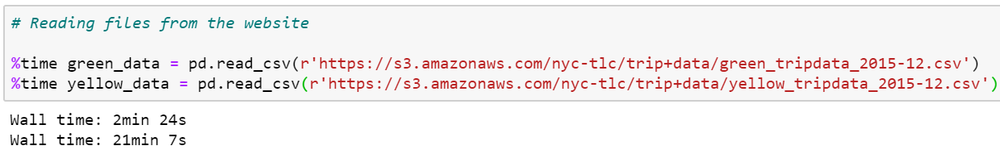 # Reading files from the website
%time green_data = pd.read_csv(r'https://s3.amazonaws.com/nyc-tlc/trip+data/green_tripdata_2015-12.csv')
%time yellow_data = pd.read_csv(r'https://s3.amazonaws.com/nyc-tlc/trip+data/yellow_tripdata_2015-12.csv')
Wall time: 2min 24s
Wall time: 21min 7s